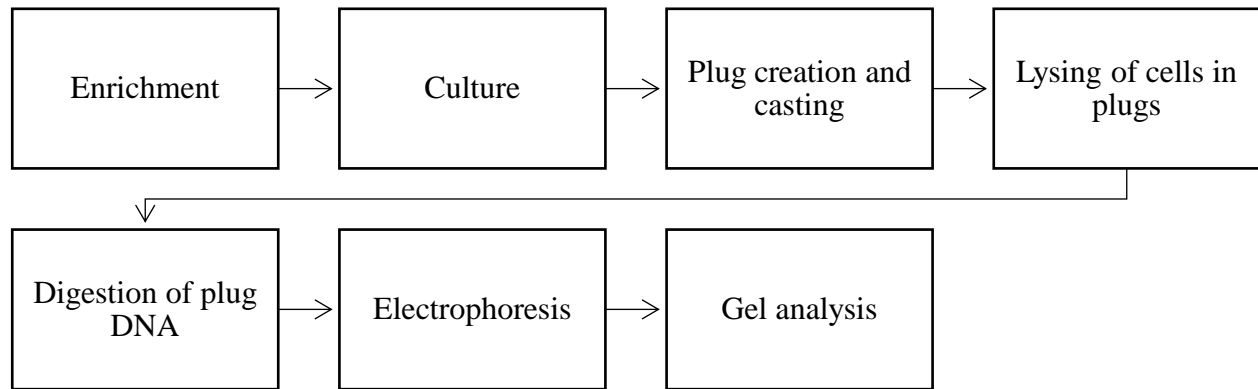 Enrichment
Culture
Plug creation and
casting
Lysing of cells in
plugs
Digestion of plug
DNA
Electrophoresis
Gel analysis